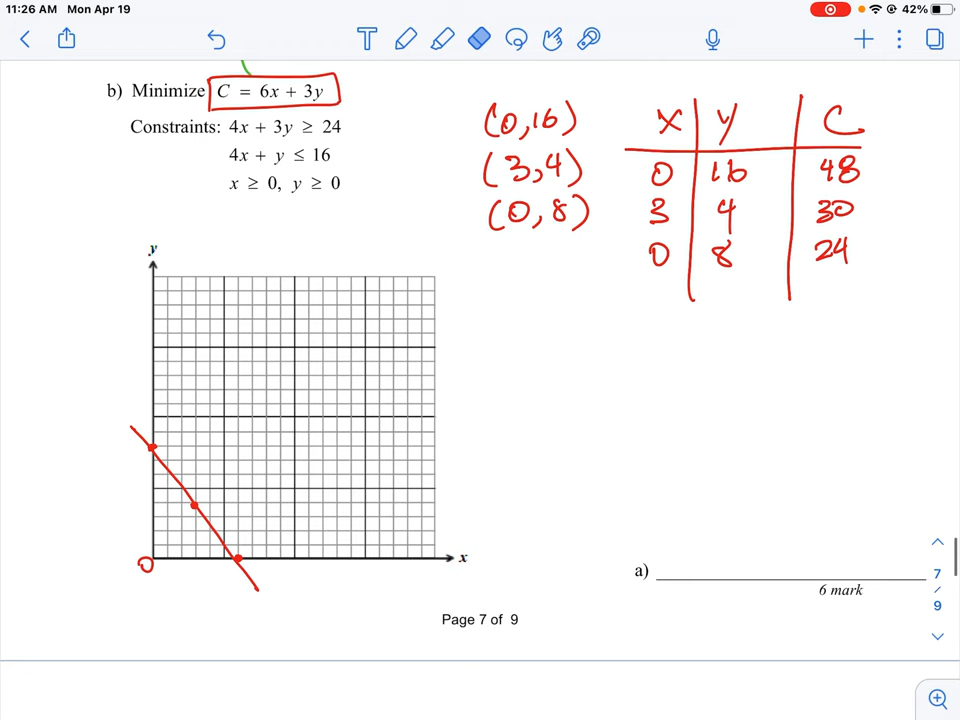 11:26 AM Mon Apr 19
42%
b) Minimize C = 6x + 3y
Constraints: 4x + 3y ≥ 24
4x + y ≤ 16
x ≥ 0, y ≥ 0
(0,16)
(3,4)
(0,8)
x y C
0 16 48
3 4 30
0 8 24
y
x
0
a)
6 mark
Page 7 of 9
7
/
9